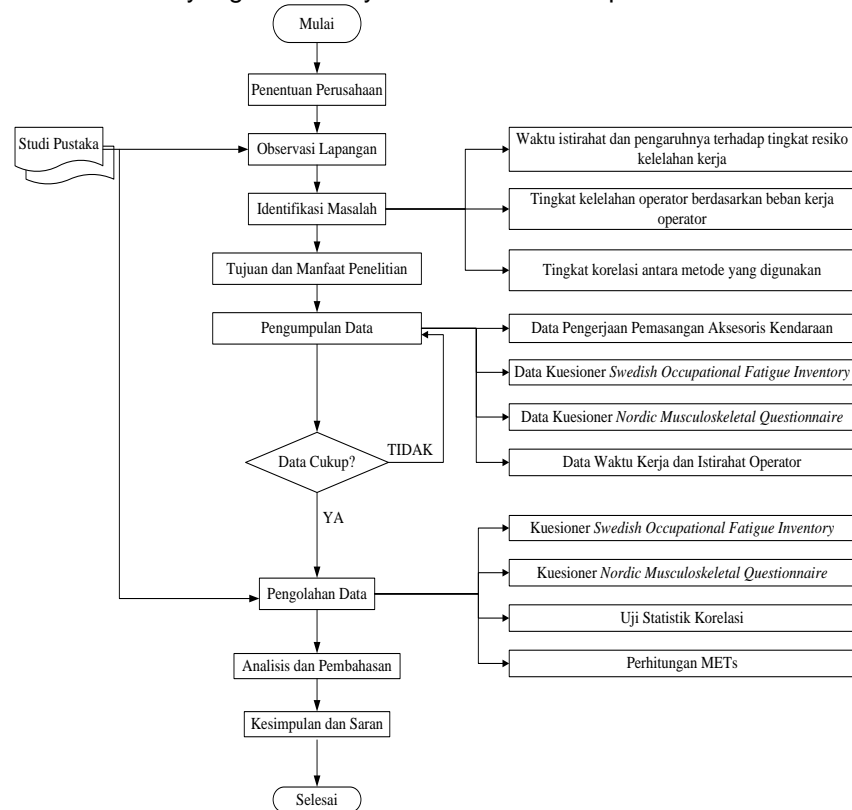 Mulai
Penentuan Perusahaan
Studi Pustaka
Observasi Lapangan
Waktu istirahat dan pengaruhnya terhadap tingkat resiko
kelelahan kerja
Identifikasi Masalah
Tingkat kelelahan operator berdasarkan beban kerja
operator
Tujuan dan Manfaat Penelitian
Tingkat korelasi antara metode yang digunakan
Pengumpulan Data
Data Pengerjaan Pemasangan Aksesoris Kendaraan
Data Kuesioner Swedish Occupational Fatigue Inventory
Data Kuesioner Nordic Musculoskeletal Questionnaire
Data Waktu Kerja dan Istirahat Operator
Data Cukup?
TIDAK
YA
Pengolahan Data
Kuesioner Swedish Occupational Fatigue Inventory
Kuesioner Nordic Musculoskeletal Questionnaire
Uji Statistik Korelasi
Perhitungan METs
Analisis dan Pembahasan
Kesimpulan dan Saran
Selesai